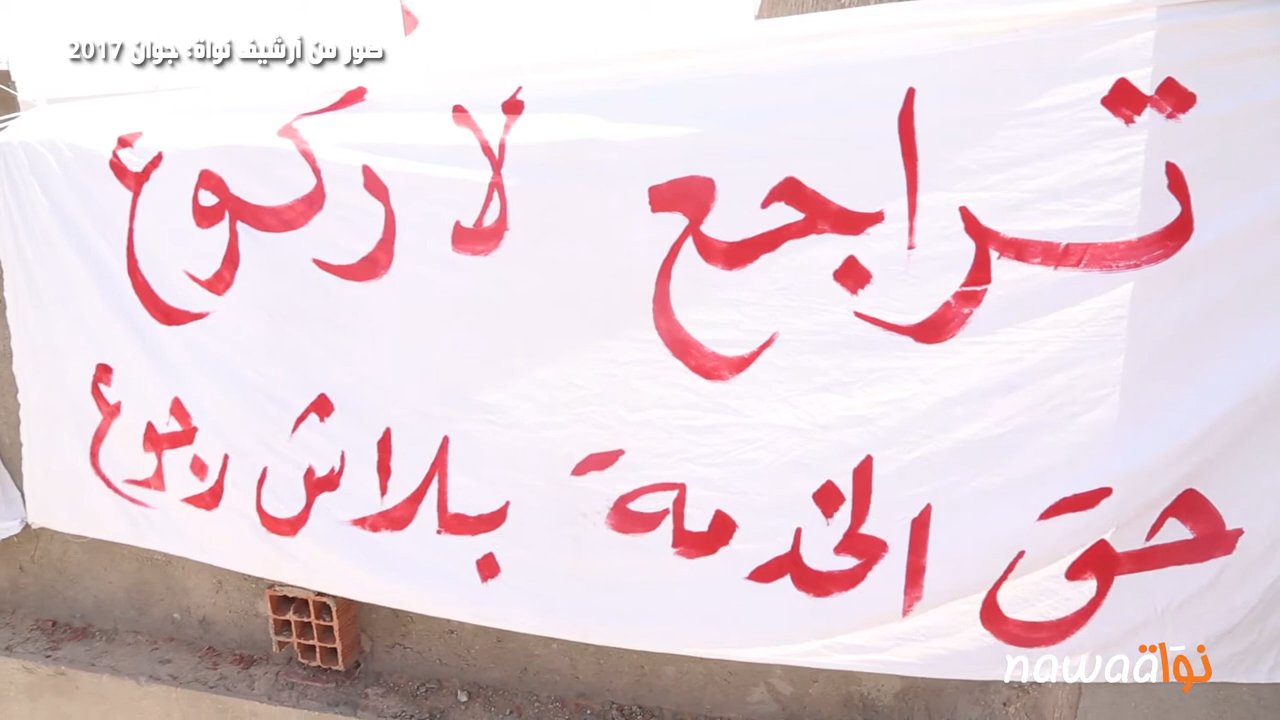 صور من أرشيف نواة: جوان 2017
تراجع لا ركوع
حق الخدمة بلاش رجوع
nawaat نواة